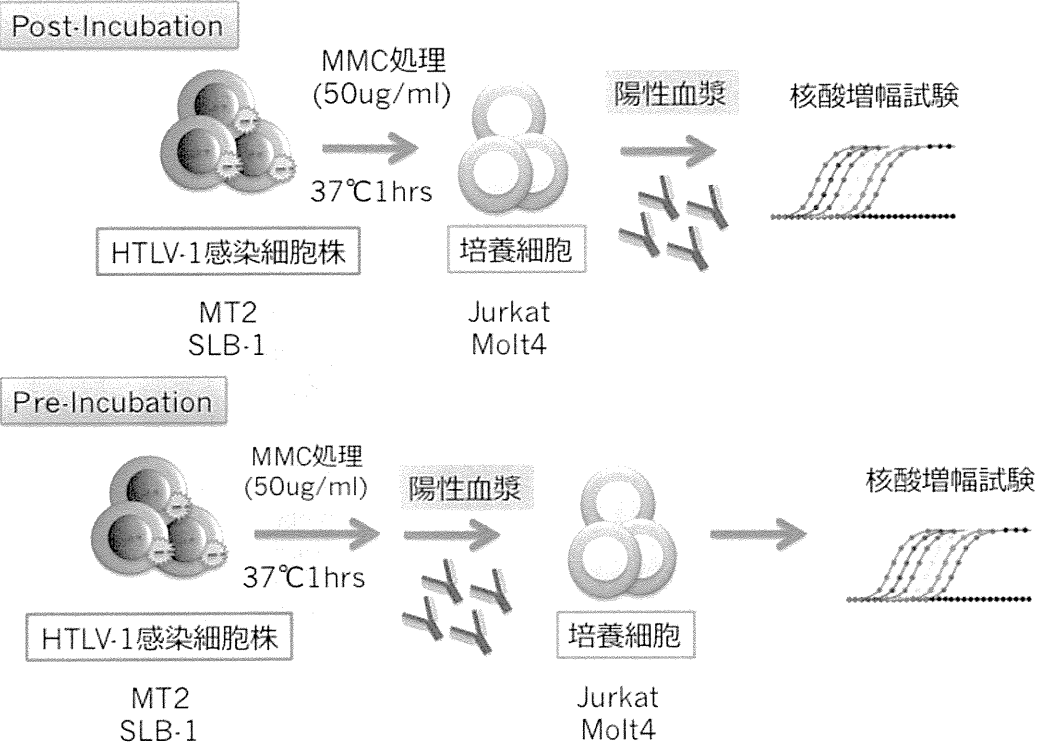 Post-Incubation
MMC処理
(50ug/ml)
37℃1hrs
陽性血漿
核酸増幅試験
HTLV-1感染細胞株
培養細胞
MT2
SLB-1
Jurkat
Molt4
Pre-Incubation
MMC処理
(50ug/ml)
37℃1hrs
陽性血漿
核酸増幅試験
HTLV-1感染細胞株
培養細胞
MT2
SLB-1
Jurkat
Molt4